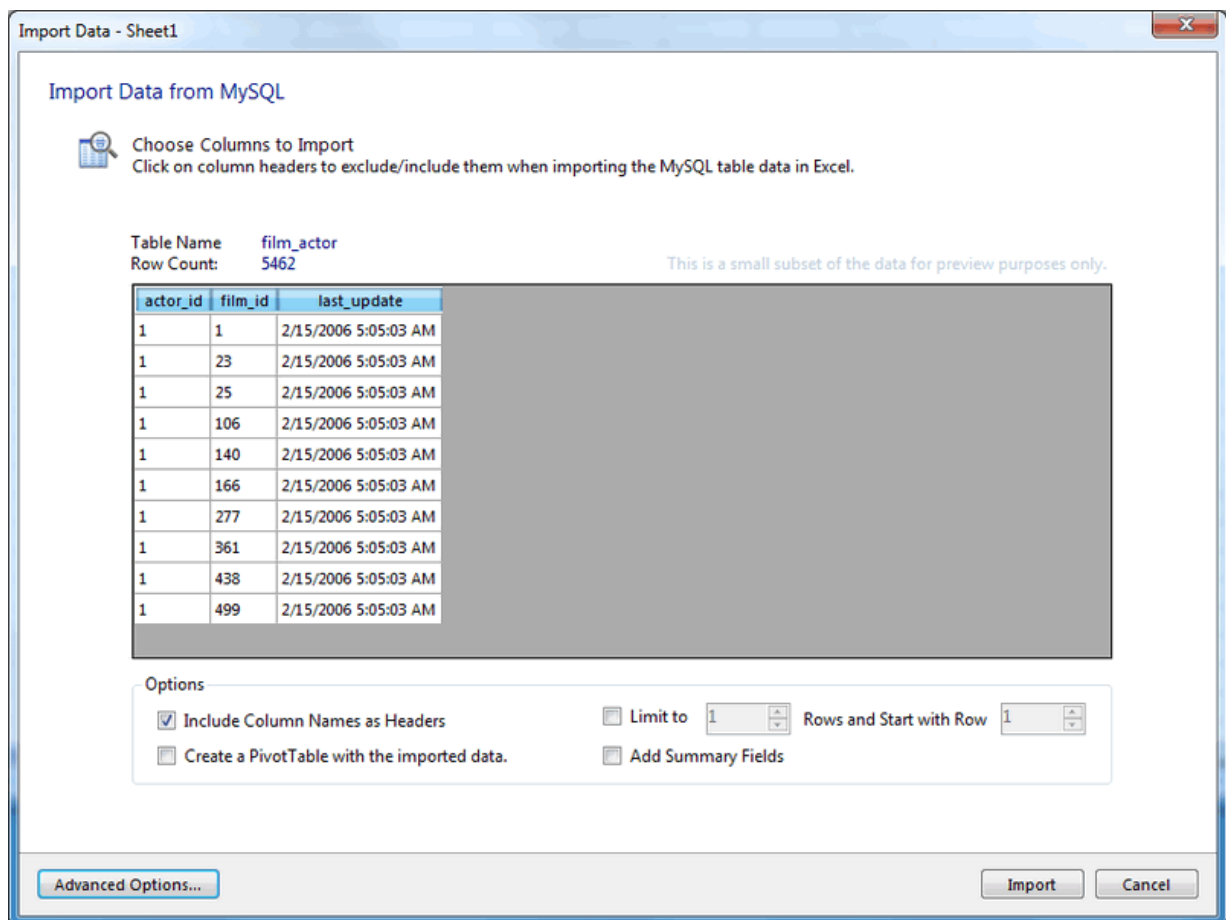 Import Data - Sheet1
Import Data from MySQL
Choose Columns to Import
Click on column headers to exclude/include them when importing the MySQL table data in Excel.
Table Name film_actor
Row Count: 5462 This is a small subset of the data for preview purposes only.
actor_id film_id last_update
1 1 2/15/2006 5:05:03 AM
1 23 2/15/2006 5:05:03 AM
1 25 2/15/2006 5:05:03 AM
1 106 2/15/2006 5:05:03 AM
1 140 2/15/2006 5:05:03 AM
1 166 2/15/2006 5:05:03 AM
1 277 2/15/2006 5:05:03 AM
1 361 2/15/2006 5:05:03 AM
1 438 2/15/2006 5:05:03 AM
1 499 2/15/2006 5:05:03 AM
Options
Include Column Names as Headers Limit to 1 Rows and Start with Row 1
Create a PivotTable with the imported data. Add Summary Fields
Advanced Options... Import Cancel